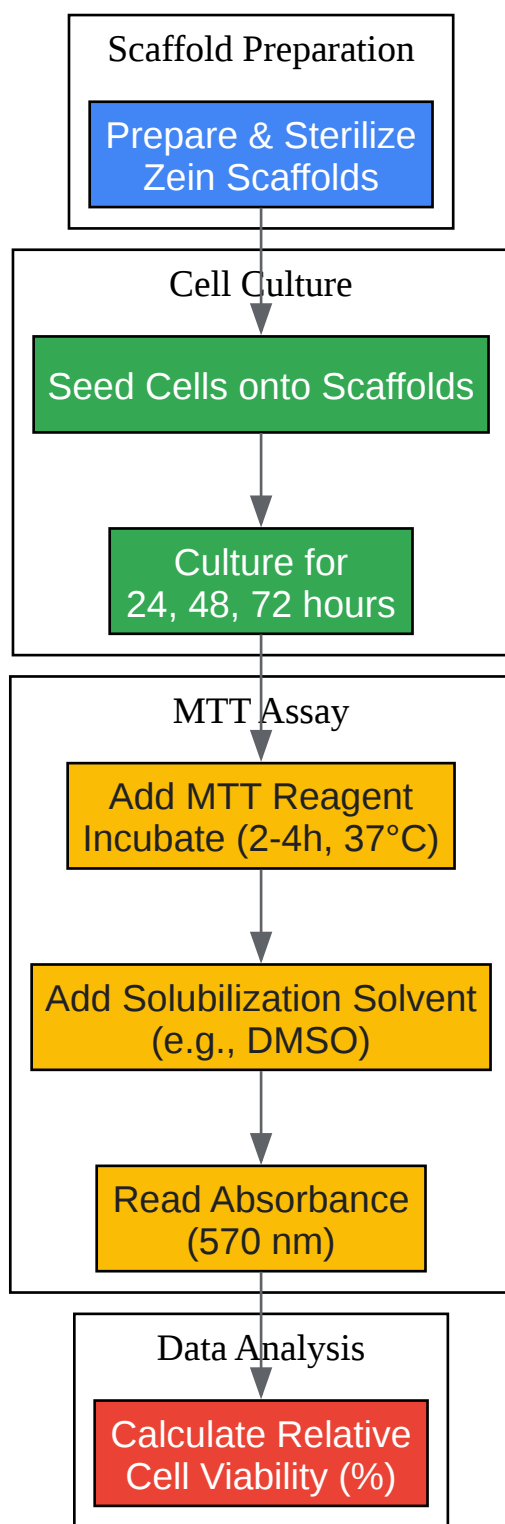 Scaffold Preparation
Prepare & Sterilize
Zein Scaffolds
Cell Culture
Seed Cells onto Scaffolds
Culture for
24, 48, 72 hours
MTT Assay
Add MTT Reagent
Incubate (2-4h, 37°C)
Add Solubilization Solvent
(e.g., DMSO)
Read Absorbance
(570 nm)
Data Analysis
Calculate Relative
Cell Viability (%)